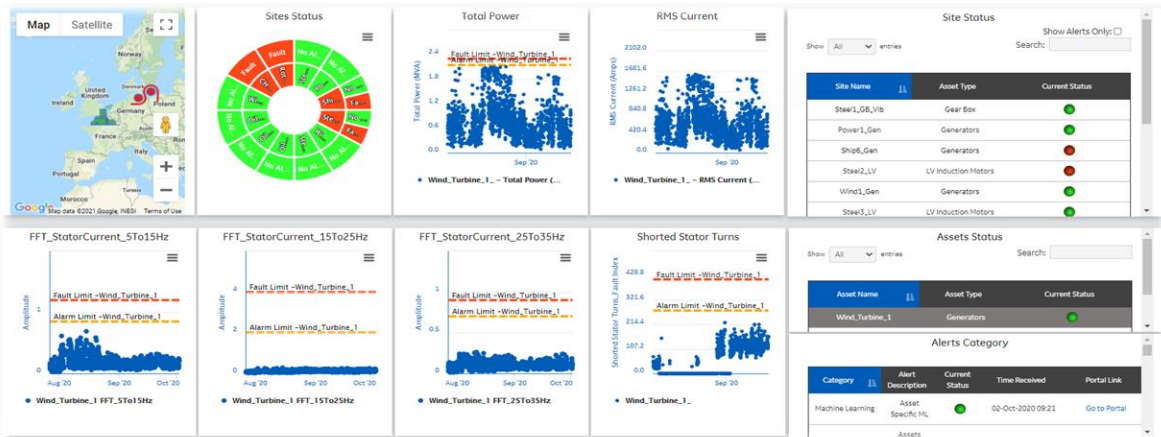 Map Satellite
Norway
United
Kingdom
Denmark
Ireland
Poland
Germany
France
Italy
Spain
Portugal
Tunisia
Morocco
Google
Map data ©2021 Google, INEGI Terms of Use
Sites Status
Fault
Fault
No Al...
No Al...
No Al...
No Al...
No Al...
No Al...
Total Power
Total Power (MVA)
2.4
1.8
1.2
0.6
0.0
Fault Limit -Wind_Turbine_1
Alarm Limit -Wind_Turbine_1
Sep '20
Wind_Turbine_1_ - Total Power (...
RMS Current
RMS Current (Amps)
2102.0
1681.6
1261.2
840.8
420.4
0.0
Sep '20
Wind_Turbine_1_ - RMS Current (...
Site Status
Show Alerts Only:
Show All entries
Search:
Site Name Asset Type Current Status
Steel1_GB_Vib Gear Box
Power1_Gen Generators
Ship6_Gen Generators
Steel2_LV LV Induction Motors
Wind1_Gen Generators
Steel3_LV LV Induction Motors
FFT_StatorCurrent_5To15Hz
Amplitude
1
0
Fault Limit -Wind_Turbine_1
Alarm Limit -Wind_Turbine_1
Aug '20 Sep '20 Oct '20
Wind_Turbine_1 FFT_5To15Hz
FFT_StatorCurrent_15To25Hz
Amplitude
4
2
0
Fault Limit -Wind_Turbine_1
Alarm Limit -Wind_Turbine_1
Aug '20 Sep '20 Oct '20
Wind_Turbine_1 FFT_15To25Hz
FFT_StatorCurrent_25To35Hz
Amplitude
1
0.5
0
Fault Limit -Wind_Turbine_1
Alarm Limit -Wind_Turbine_1
Aug '20 Sep '20 Oct '20
Wind_Turbine_1 FFT_25To35Hz
Shorted Stator Turns
Shorted Stator Turns_Fault Index
428.8
321.6
214.4
107.2
0.0
Fault Limit -Wind_Turbine_1
Alarm Limit -Wind_Turbine_1
Sep '20
Wind_Turbine_1_
Assets Status
Show All entries
Search:
Asset Name Asset Type Current Status
Wind_Turbine_1 Generators
Alerts Category
Category Alert Description Current Status Time Received Portal Link
Machine Learning Asset Specific ML 02-Oct-2020 09:21 Go to Portal
Assets